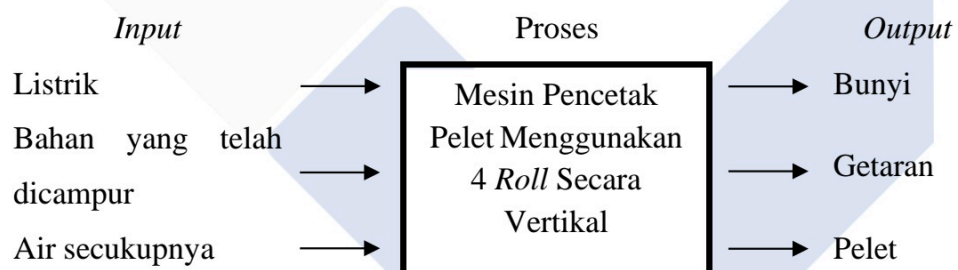 Input Proses Output
Listrik
Bahan yang telah
dicampur
Air secukupnya
Mesin Pencetak
Pelet Menggunakan
4 Roll Secara
Vertikal
Bunyi
Getaran
Pelet